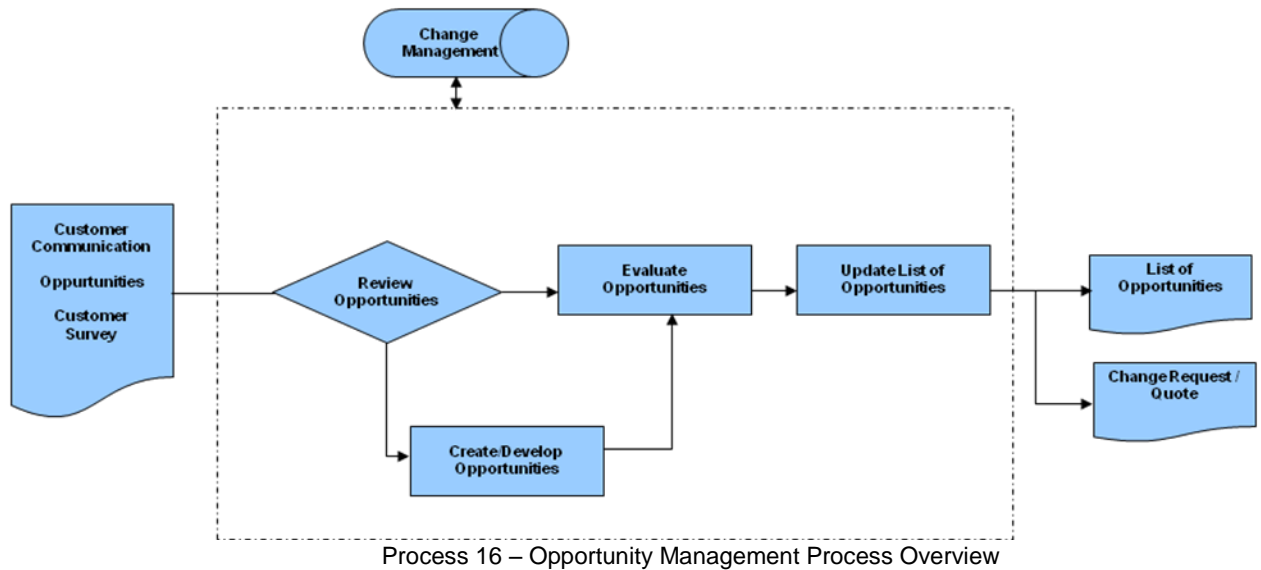 Change
Management
Customer
Communication
Oppurtunities
Customer
Survey
Review
Opportunities
Evaluate
Opportunities
Update List of
Opportunities
List of
Opportunities
Change Request /
Quote
Create/Develop
Opportunities
Process 16 – Opportunity Management Process Overview